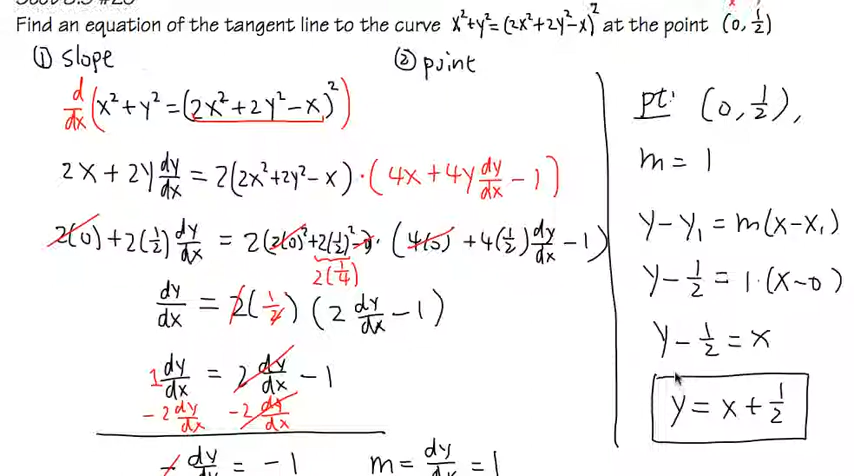 Find an equation of the tangent line to the curve x²+y²=(2x²+2y²-x)² at the point (0, 1/2)
① slope
② point
d/dx (x²+y²=(2x²+2y²-x)²)
2x+2y dy/dx = 2(2x²+2y²-x)·(4x+4y dy/dx -1)
2(0)+2(1/2) dy/dx = 2(2(0)²+2(1/2)²-0)·(4(0)+4(1/2) dy/dx -1)
2(1/4)
dy/dx = 2(1/2)(2 dy/dx -1)
1 dy/dx = 2 dy/dx -1
-2 dy/dx -2 dy/dx
- dy/dx = -1 m = dy/dx = 1
pt: (0, 1/2),
m = 1
y-y₁ = m(x-x₁)
y-1/2 = 1·(x-0)
y-1/2 = x
y = x+1/2